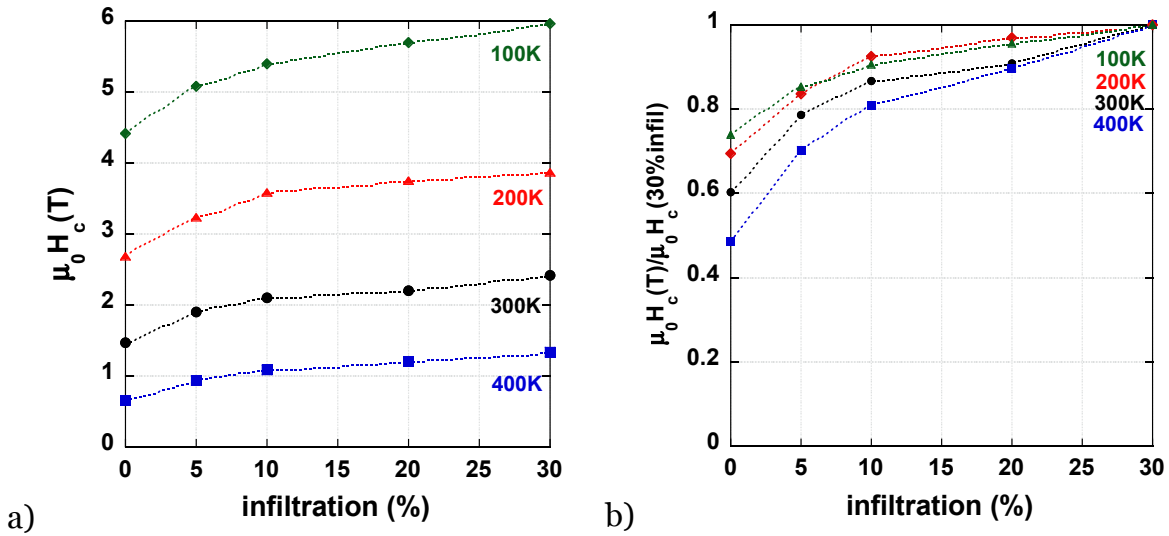 6
5
4
3
2
1
0
μ0Hc(T)
100K
200K
300K
400K
0 5 10 15 20 25 30
infiltration (%)
a)
1
0.8
0.6
0.4
0.2
0
μ0Hc(T)/μ0Hc(30%infil)
100K
200K
300K
400K
0 5 10 15 20 25 30
infiltration (%)
b)